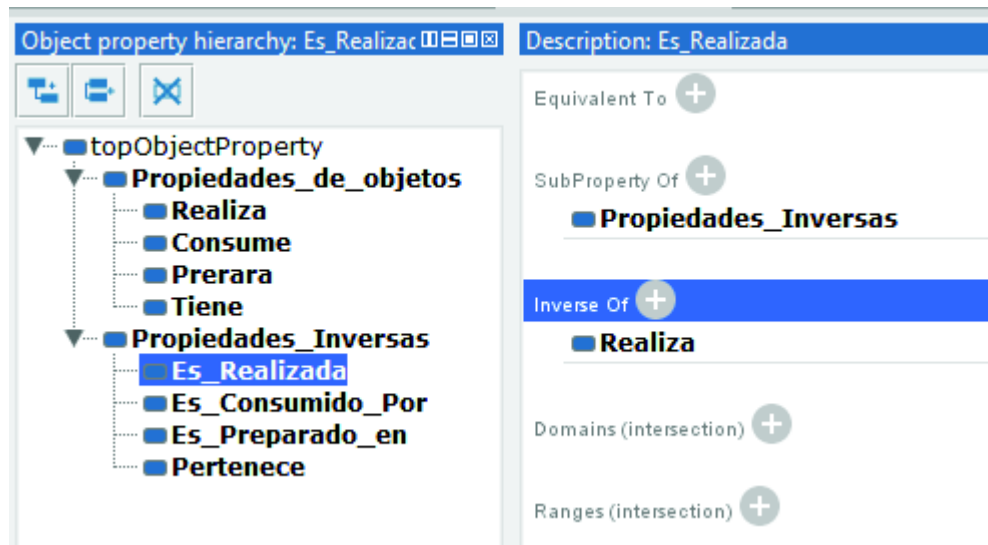 Object property hierarchy: Es_Realizac
topObjectProperty
Propiedades_de_objetos
Realiza
Consume
Prerara
Tiene
Propiedades_Inversas
Es_Realizada
Es_Consumido_Por
Es_Preparado_en
Pertenece
Description: Es_Realizada
Equivalent To
SubProperty Of
Propiedades_Inversas
Inverse Of
Realiza
Domains (intersection)
Ranges (intersection)